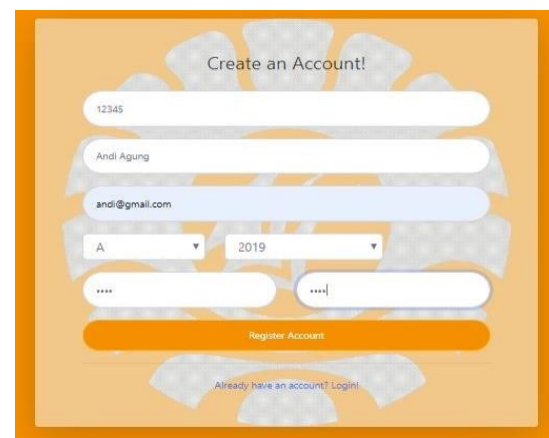 Create an Account!
12345
Andi Agung
andi@gmail.com
A 2019
•••• ••••
Register Account
Already have an account? Login!